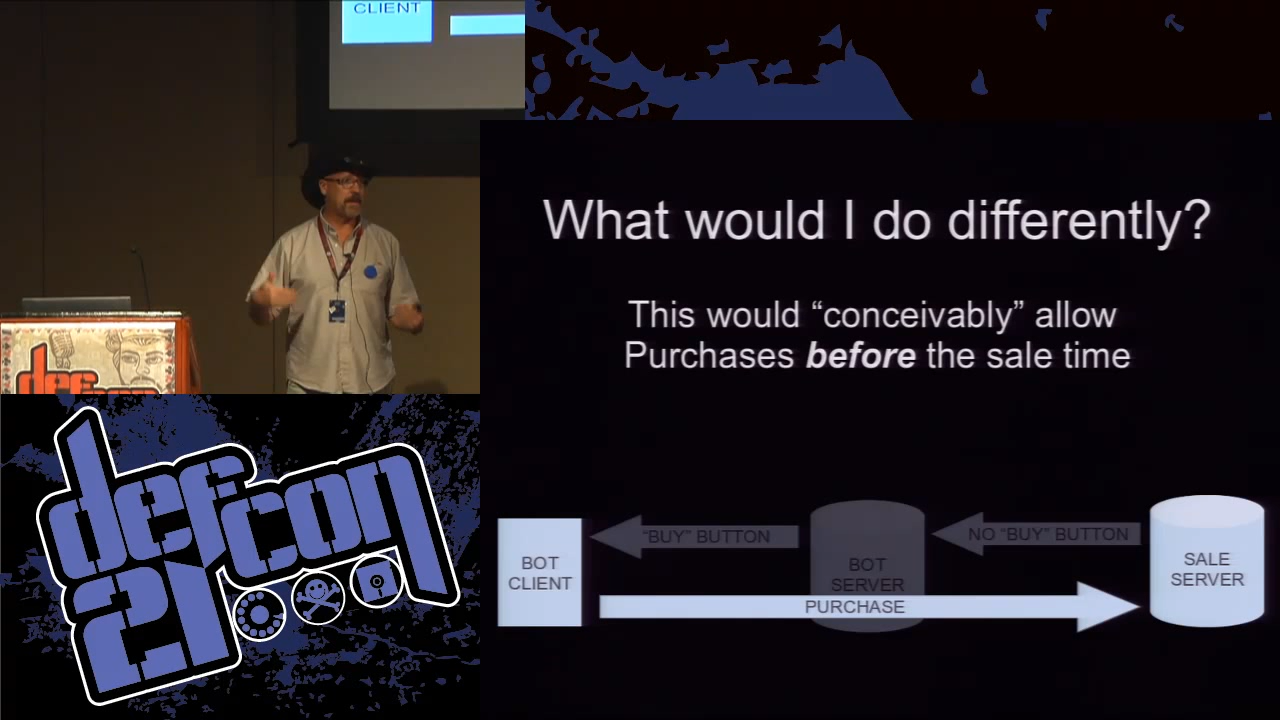 CLIENT
What would I do differently?
This would “conceivably” allow
Purchases before the sale time
“BUY” BUTTON
NO “BUY” BUTTON
BOT
CLIENT
BOT
SERVER
SALE
SERVER
PURCHASE
defcon
defcon
21